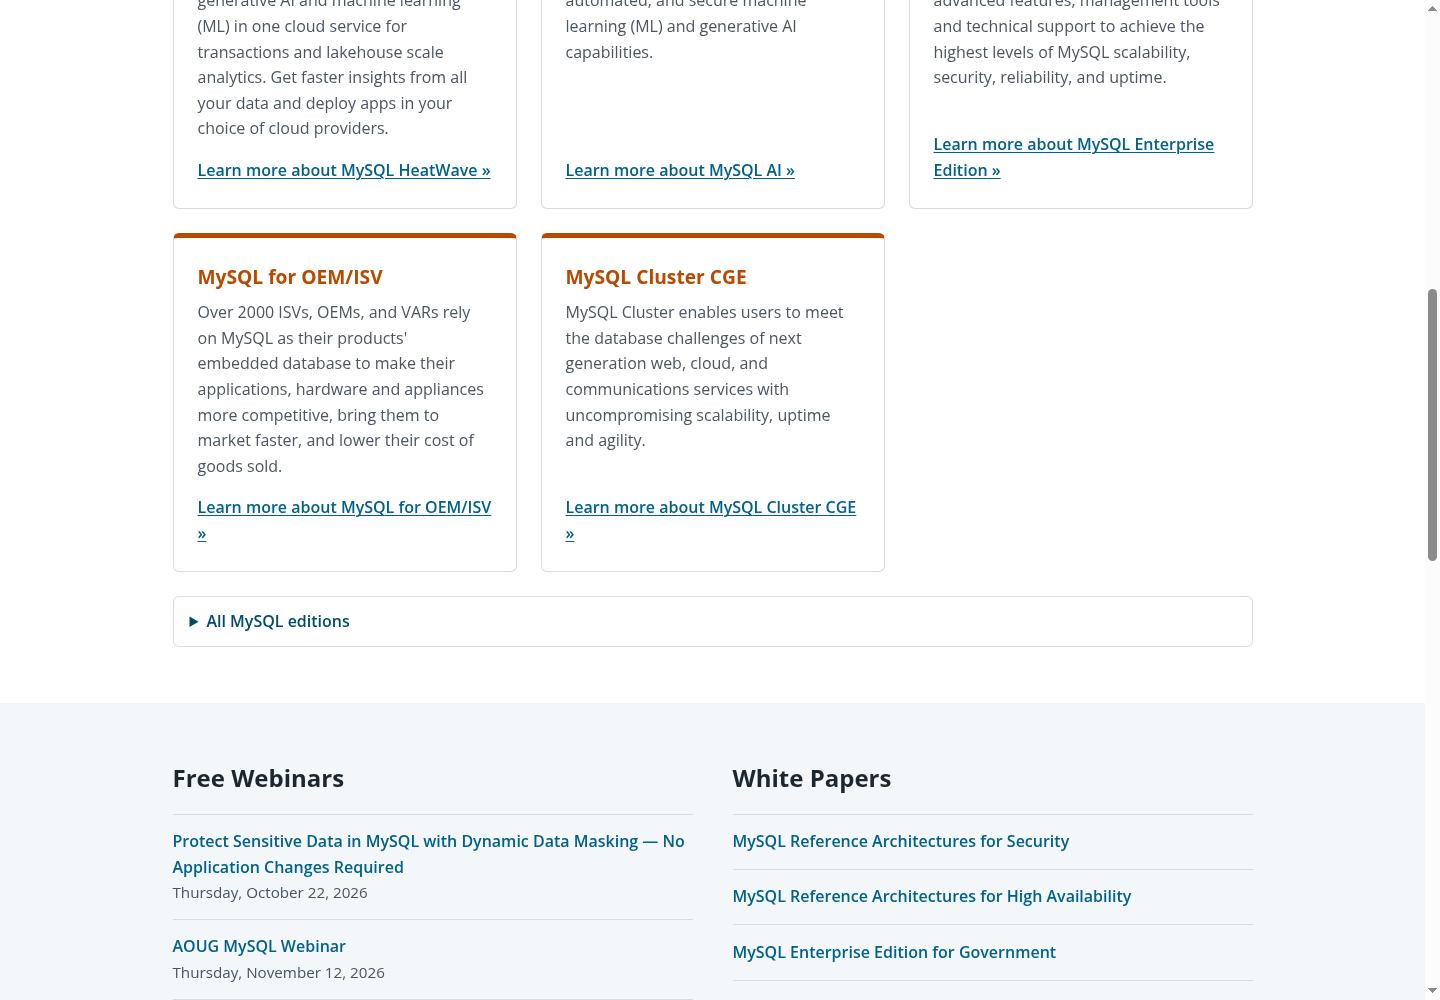 generative AI and machine learning
(ML) in one cloud service for
transactions and lakehouse scale
analytics. Get faster insights from all
your data and deploy apps in your
choice of cloud providers.
Learn more about MySQL HeatWave »
automated, and secure machine
learning (ML) and generative AI
capabilities.
Learn more about MySQL AI »
advanced features, management tools
and technical support to achieve the
highest levels of MySQL scalability,
security, reliability, and uptime.
Learn more about MySQL Enterprise
Edition »
MySQL for OEM/ISV
Over 2000 ISVs, OEMs, and VARs rely
on MySQL as their products'
embedded database to make their
applications, hardware and appliances
more competitive, bring them to
market faster, and lower their cost of
goods sold.
Learn more about MySQL for OEM/ISV
»
MySQL Cluster CGE
MySQL Cluster enables users to meet
the database challenges of next
generation web, cloud, and
communications services with
uncompromising scalability, uptime
and agility.
Learn more about MySQL Cluster CGE
»
All MySQL editions
Free Webinars
Protect Sensitive Data in MySQL with Dynamic Data Masking — No
Application Changes Required
Thursday, October 22, 2026
AOUG MySQL Webinar
Thursday, November 12, 2026
White Papers
MySQL Reference Architectures for Security
MySQL Reference Architectures for High Availability
MySQL Enterprise Edition for Government